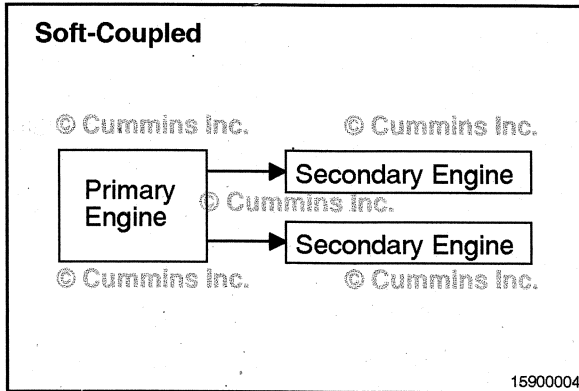 Soft-Coupled
© Cummins Inc.
© Cummins Inc.
Primary
Engine
Secondary Engine
© Cummins Inc.
Secondary Engine
© Cummins Inc.
© Cummins Inc.
15900004